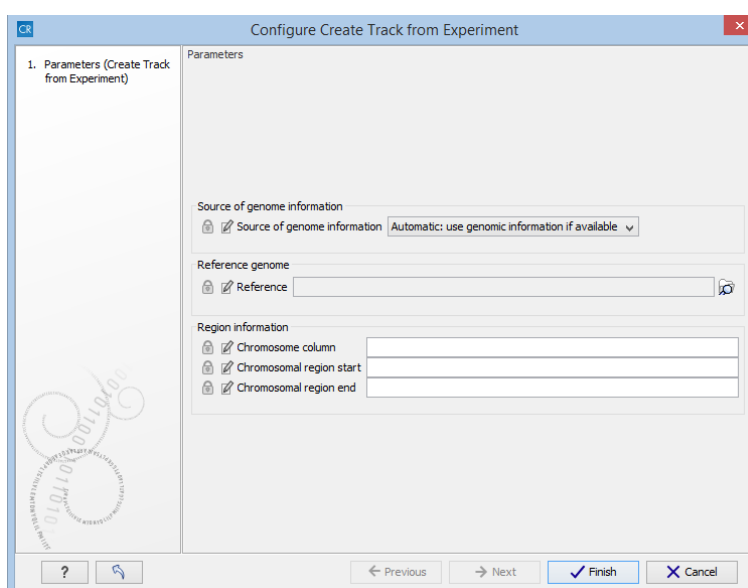 CR
Configure Create Track from Experiment
1. Parameters (Create Track
from Experiment)
Parameters
Source of genome information
Source of genome information Automatic: use genomic information if available
Reference genome
Reference
Region information
Chromosome column
Chromosomal region start
Chromosomal region end
? Previous Next Finish Cancel